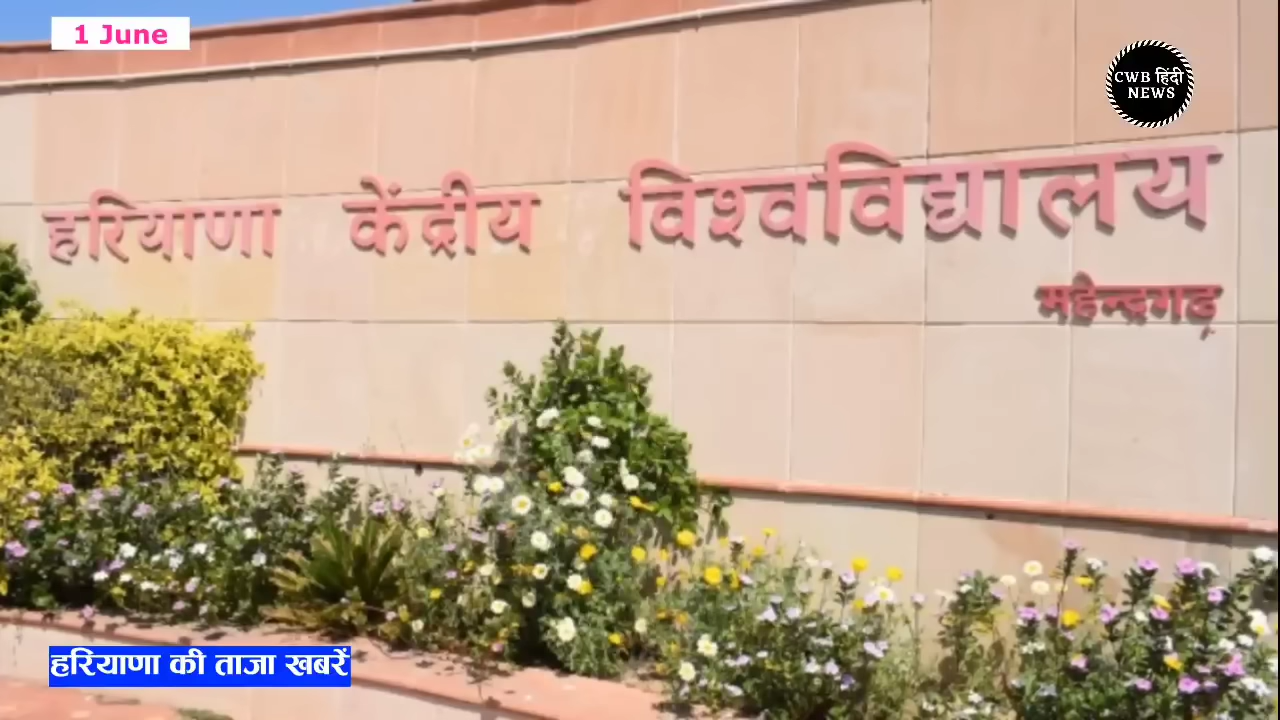 1 June
CWB हिंदी
NEWS
हरियाणा केंद्रीय विश्वविद्यालय
महेन्द्रगढ़
हरियाणा की ताजा खबरें